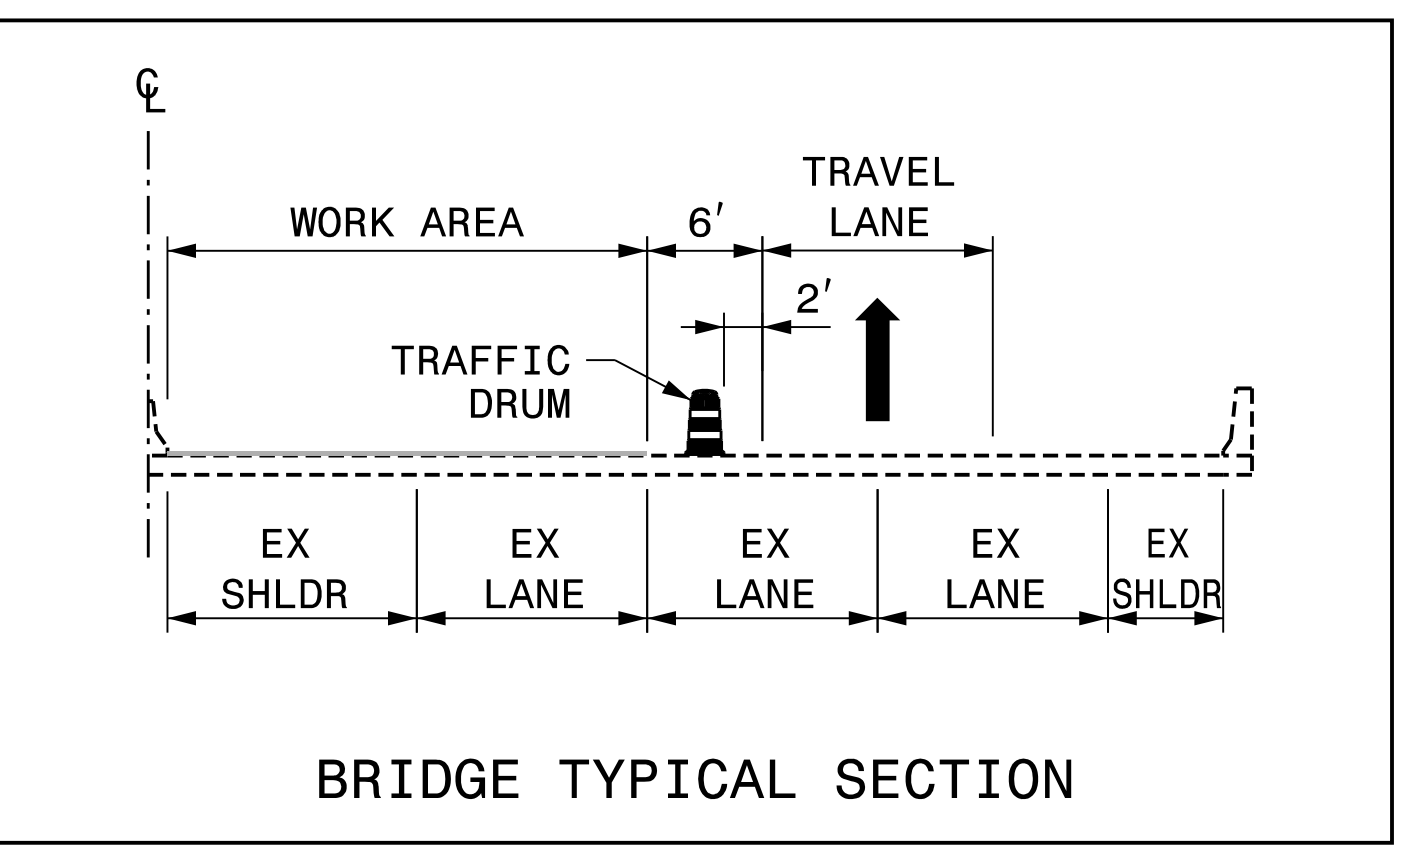 ℄
TRAVEL
LANE
WORK AREA
6'
2'
TRAFFIC
DRUM
EX
SHLDR
EX
LANE
EX
LANE
EX
LANE
EX
SHLDR
BRIDGE TYPICAL SECTION